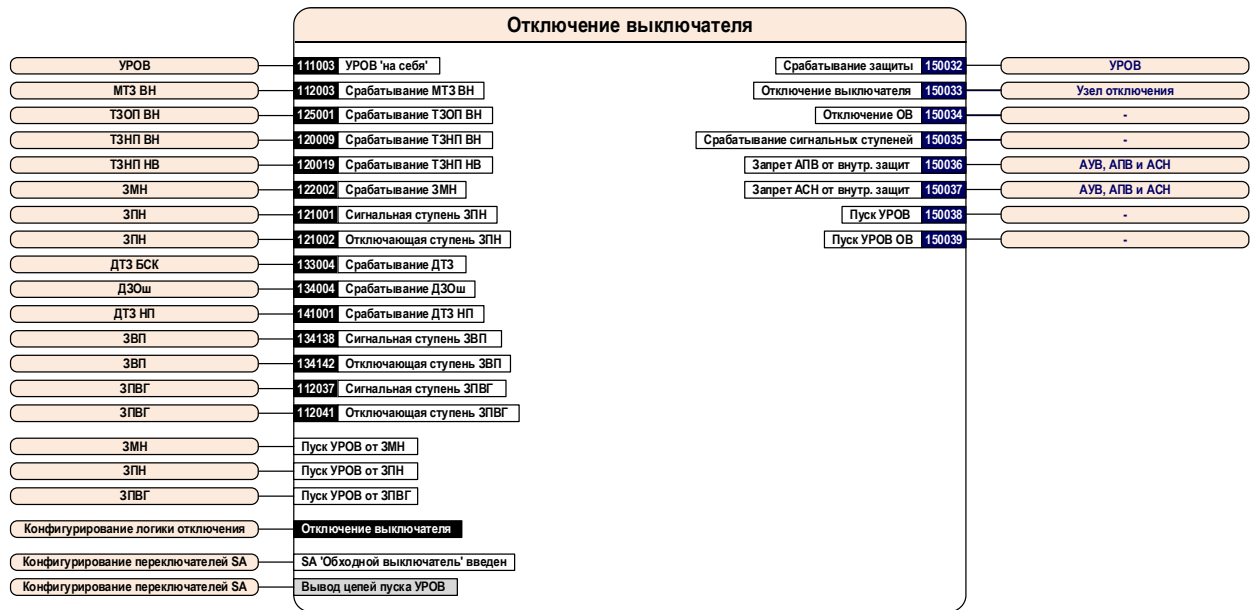 Отключение выключателя
УРОВ 111003 УРОВ 'на себя' Срабатывание защиты 150032 УРОВ
МТЗ ВН 112003 Срабатывание МТЗ ВН Отключение выключателя 150033 Узел отключения
ТЗОП ВН 125001 Срабатывание ТЗОП ВН Отключение ОВ 150034 -
ТЗНП ВН 120009 Срабатывание ТЗНП ВН Срабатывание сигнальных ступеней 150035 -
ТЗНП НВ 120019 Срабатывание ТЗНП НВ Запрет АПВ от внутр. защит 150036 АУВ, АПВ и АСН
ЗМН 122002 Срабатывание ЗМН Запрет АСН от внутр. защит 150037 АУВ, АПВ и АСН
ЗПН 121001 Сигнальная ступень ЗПН Пуск УРОВ 150038 -
ЗПН 121002 Отключающая ступень ЗПН Пуск УРОВ ОВ 150039 -
ДТЗ БСК 133004 Срабатывание ДТЗ
ДЗОш 134004 Срабатывание ДЗОш
ДТЗ НП 141001 Срабатывание ДТЗ НП
ЗВП 134138 Сигнальная ступень ЗВП
ЗВП 134142 Отключающая ступень ЗВП
ЗПВГ 112037 Сигнальная ступень ЗПВГ
ЗПВГ 112041 Отключающая ступень ЗПВГ
ЗМН Пуск УРОВ от ЗМН
ЗПН Пуск УРОВ от ЗПН
ЗПВГ Пуск УРОВ от ЗПВГ
Конфигурирование логики отключения Отключение выключателя
Конфигурирование переключателей SA SA 'Обходной выключатель' введен
Конфигурирование переключателей SA Вывод цепей пуска УРОВ